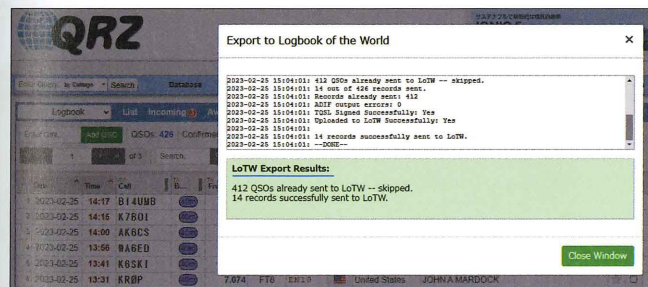 QRZ
Export to Logbook of the World ×
2023-02-25 15:04:01: 412 QSOs already sent to LoTW -- skipped.
2023-02-25 15:04:01: 14 out of 426 records sent.
2023-02-25 15:04:01: Records already sent: 412
2023-02-25 15:04:01: ADIF output errors: 0
2023-02-25 15:04:01: TQSL Signed Successfully: Yes
2023-02-25 15:04:01: Uploaded to LoTW Successfully: Yes
2023-02-25 15:04:01:
2023-02-25 15:04:01: 14 records successfully sent to LoTW.
2023-02-25 15:04:01: --DONE--
LoTW Export Results:
412 QSOs already sent to LoTW -- skipped.
14 records successfully sent to LoTW.
Close Window
Search Database
Logbook List Incoming
Add QSO QSOs: 426
1 of 3 Search:
Time Call B...
1 2023-02-25 14:17 BI4UMB
2 2023-02-25 14:15 K7BOI
3 2023-02-25 14:00 AK6CS
4 2023-02-25 13:56 WA6EO
5 2023-02-25 13:41 K6SKI
6 2023-02-25 13:31 KR0P 7.074 FT8 EN10 United States JOHN A MARDOCK